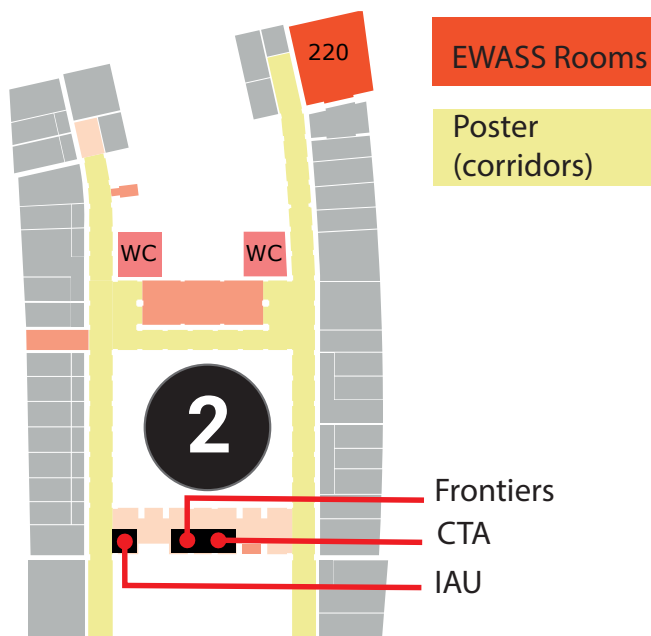 220
EWASS Rooms
Poster
(corridors)
WC
WC
2
Frontiers
CTA
IAU